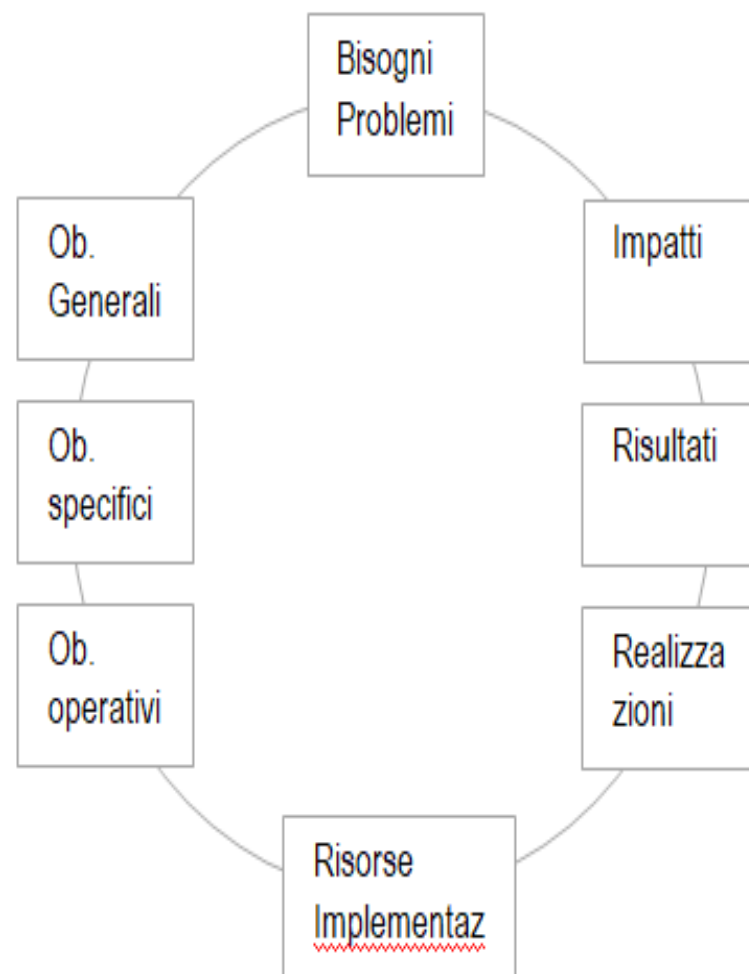 Bisogni
Problemi
Ob.
Generali
Impatti
Ob.
specifici
Risultati
Ob.
operativi
Realizza
zioni
Risorse
Implementaz